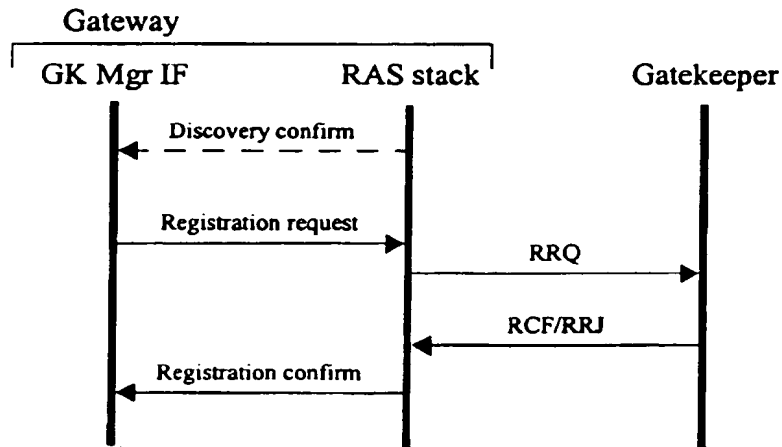 Gateway
GK Mgr IF
RAS stack
Gatekeeper
Discovery confirm
Registration request
RRQ
RCF/RRJ
Registration confirm